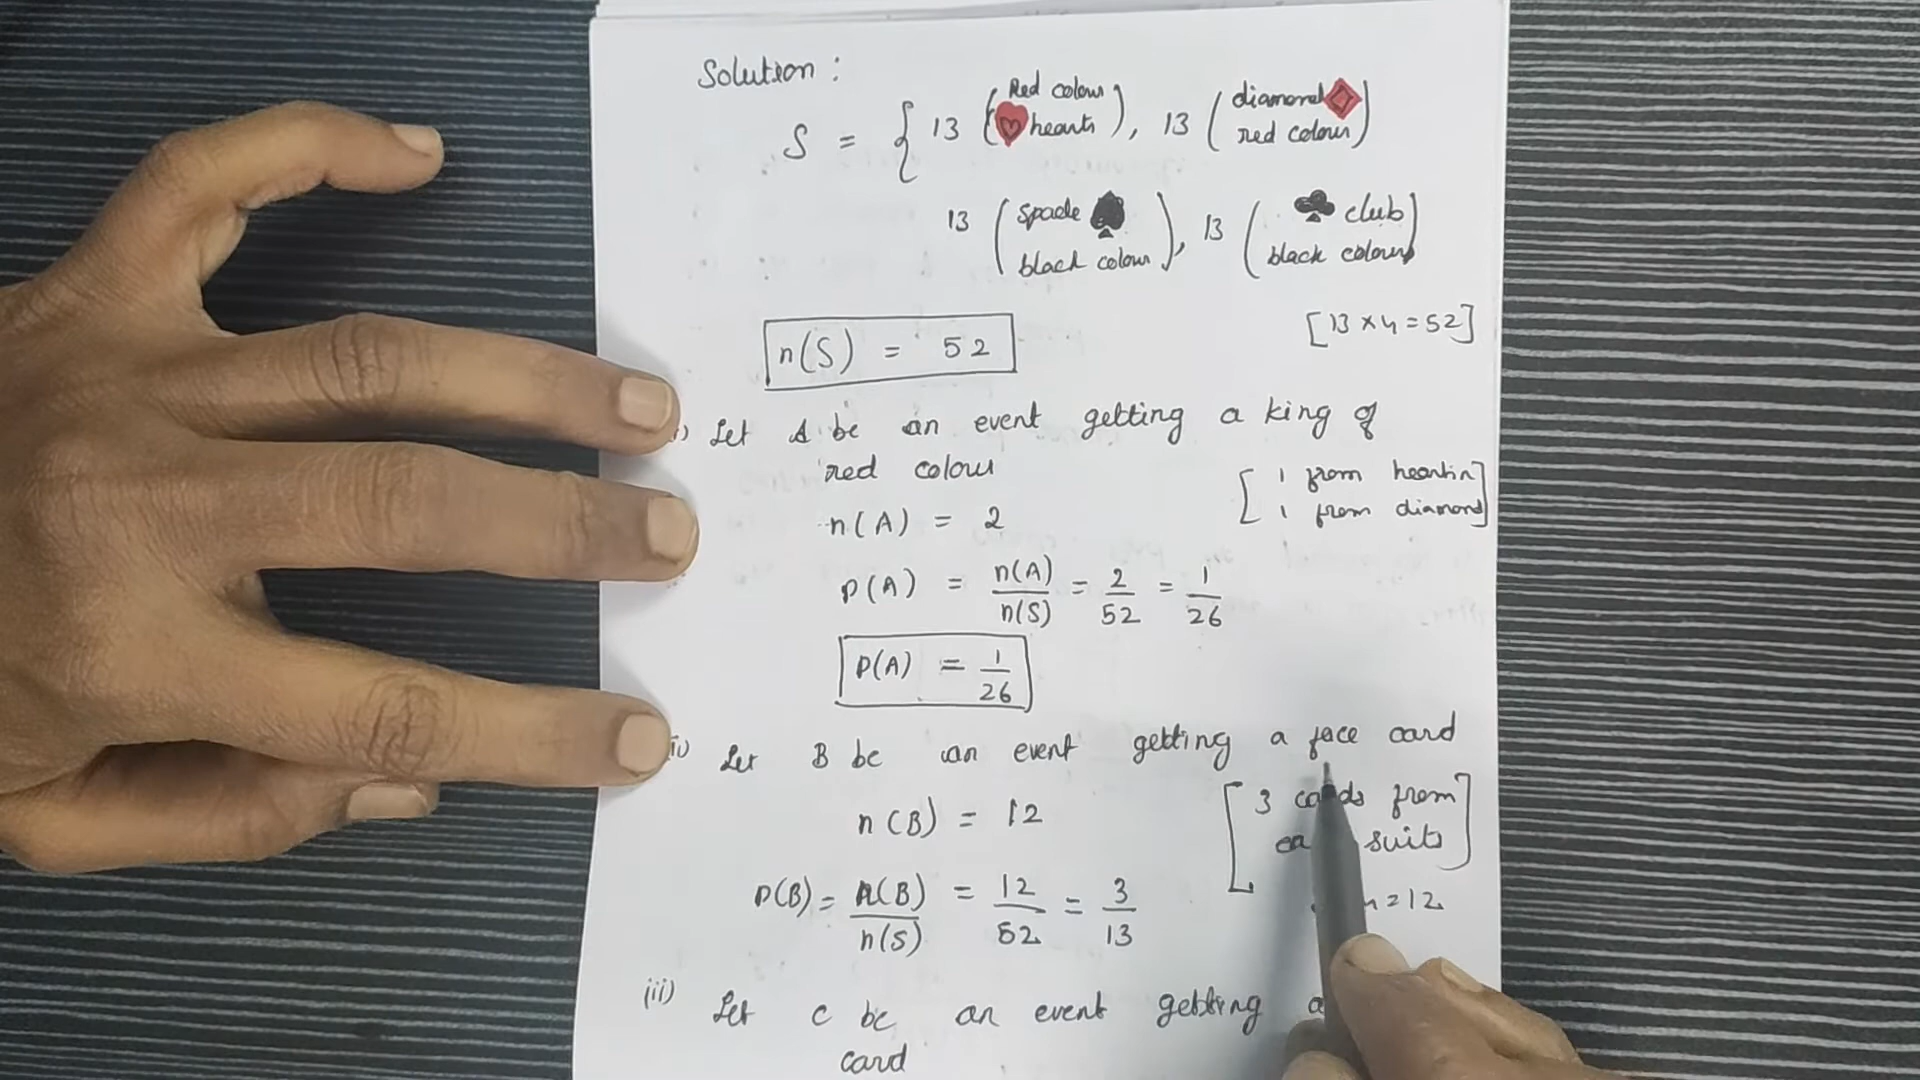 Solution :
S = { 13 ( Red colour hearts ), 13 ( diamond red colour )
13 ( spade black colour ), 13 ( club black colour )
n(S) = 52
[13 × 4 = 52]
Let A be an event getting a king of
red colour
[ 1 from heartin
1 from diamond ]
n(A) = 2
P(A) = n(A)/n(S) = 2/52 = 1/26
P(A) = 1/26
Let B be an event getting a face card
n(B) = 12
[ 3 cards from
suits ]
= 12
P(B) = n(B)/n(S) = 12/52 = 3/13
(iii) Let C be an event getting a
card